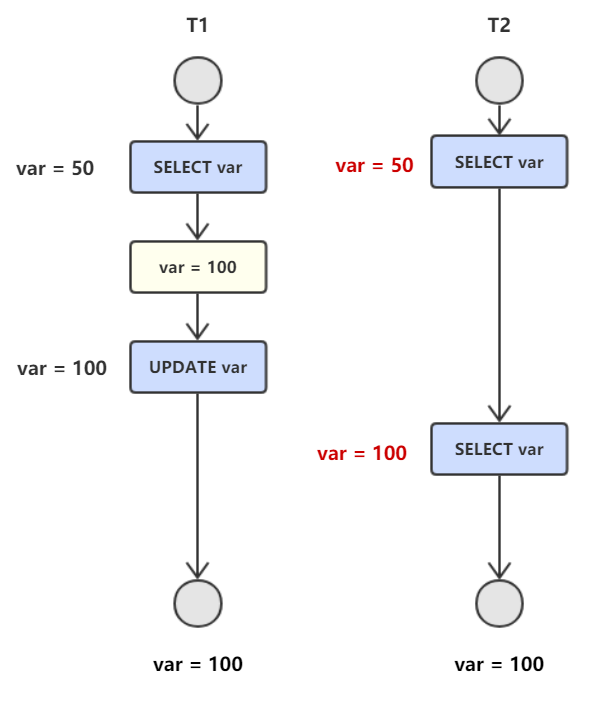 T1
T2
var = 50
SELECT var
var = 50
SELECT var
var = 100
var = 100
UPDATE var
var = 100
SELECT var
var = 100
var = 100